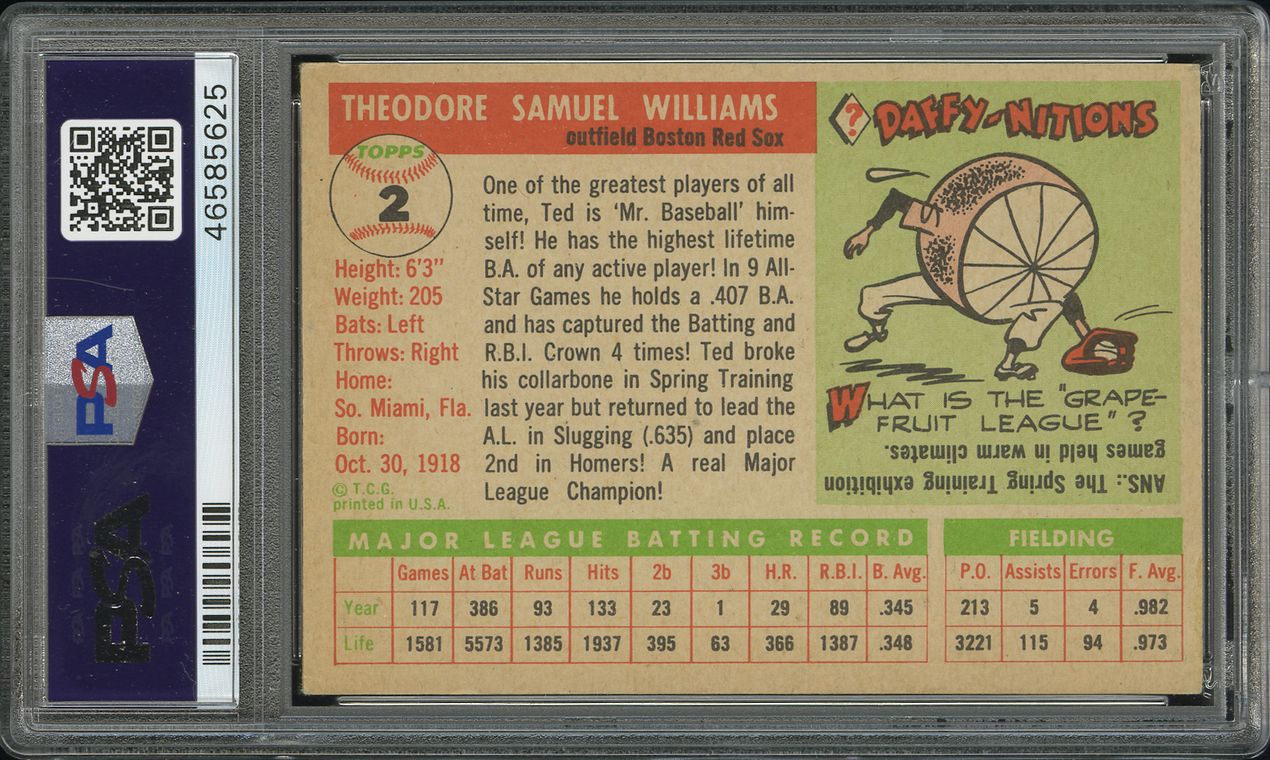 46585625
PSA
PSA
THEODORE SAMUEL WILLIAMS
outfield Boston Red Sox
TOPPS
2
Height: 6'3"
Weight: 205
Bats: Left
Throws: Right
Home:
So. Miami, Fla.
Born:
Oct. 30, 1918
© T.C.G.
printed in U.S.A.
One of the greatest players of all
time, Ted is 'Mr. Baseball' him-
self! He has the highest lifetime
B.A. of any active player! In 9 All-
Star Games he holds a .407 B.A.
and has captured the Batting and
R.B.I. Crown 4 times! Ted broke
his collarbone in Spring Training
last year but returned to lead the
A.L. in Slugging (.635) and place
2nd in Homers! A real Major
League Champion!
? DAFFY-NITIONS
WHAT IS THE "GRAPE-
FRUIT LEAGUE"?
ANS.: The Spring Training exhibition
games held in warm climates.
MAJOR LEAGUE BATTING RECORD
Games At Bat Runs Hits 2b 3b H.R. R.B.I. B. Avg.
Year 117 386 93 133 23 1 29 89 .345
Life 1581 5573 1385 1937 395 63 366 1387 .348
FIELDING
P.O. Assists Errors F. Avg.
213 5 4 .982
3221 115 94 .973